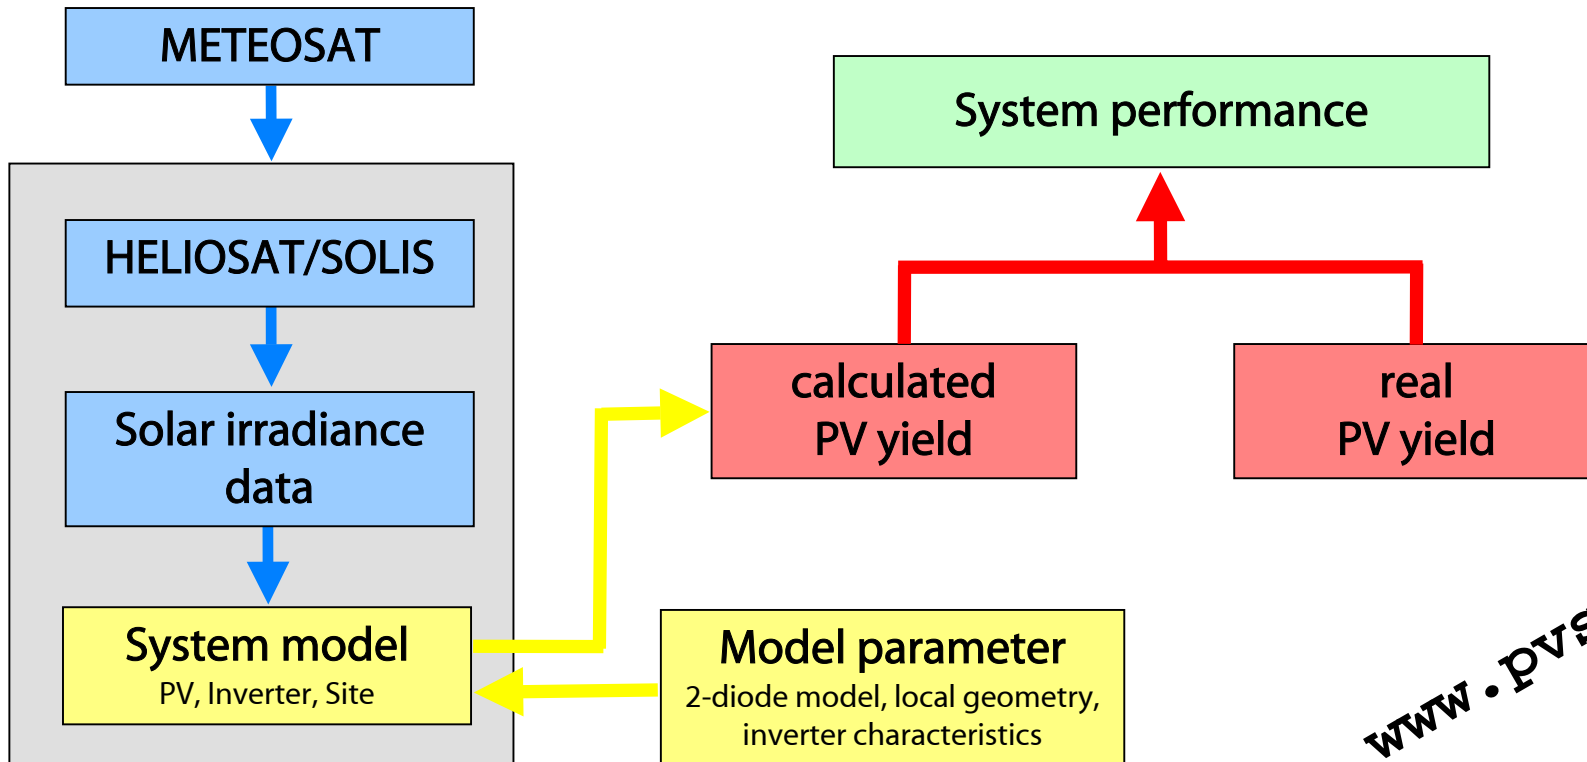 METEOSAT
System performance
HELIOSAT/SOLIS
calculated
PV yield
real
PV yield
Solar irradiance
data
System model
PV, Inverter, Site
Model parameter
2-diode model, local geometry,
inverter characteristics